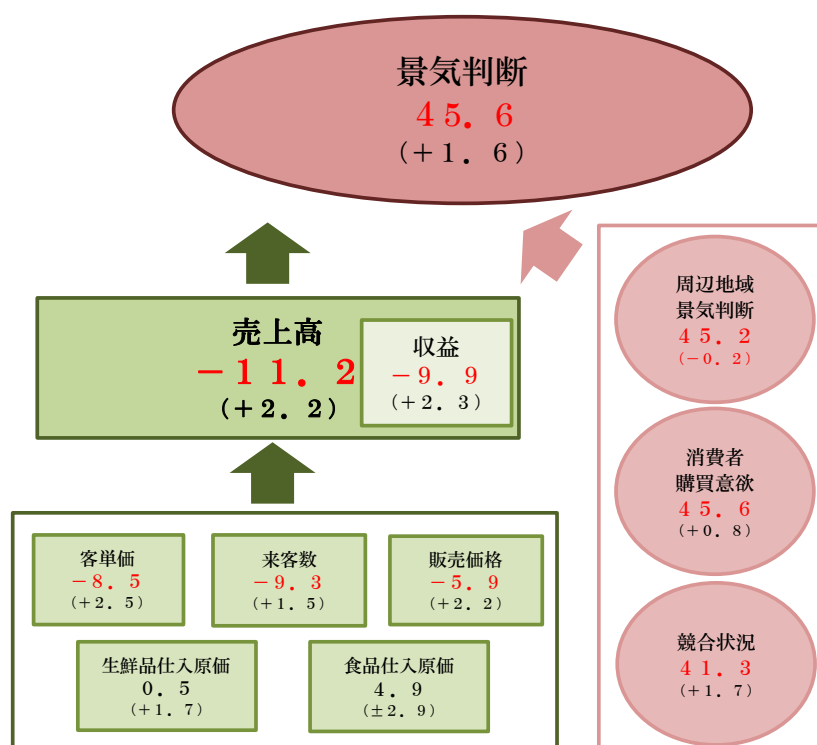 景気判断
４５．６
（＋１．６）
売上高
－１１．２
（＋２．２）
収益
－９．９
（＋２．３）
客単価
－８．５
（＋２．５）
来客数
－９．３
（＋１．５）
販売価格
－５．９
（＋２．２）
生鮮品仕入原価
０．５
（＋１．７）
食品仕入原価
４．９
（±２．９）
周辺地域
景気判断
４５．２
（－０．２）
消費者
購買意欲
４５．６
（＋０．８）
競合状況
４１．３
（＋１．７）